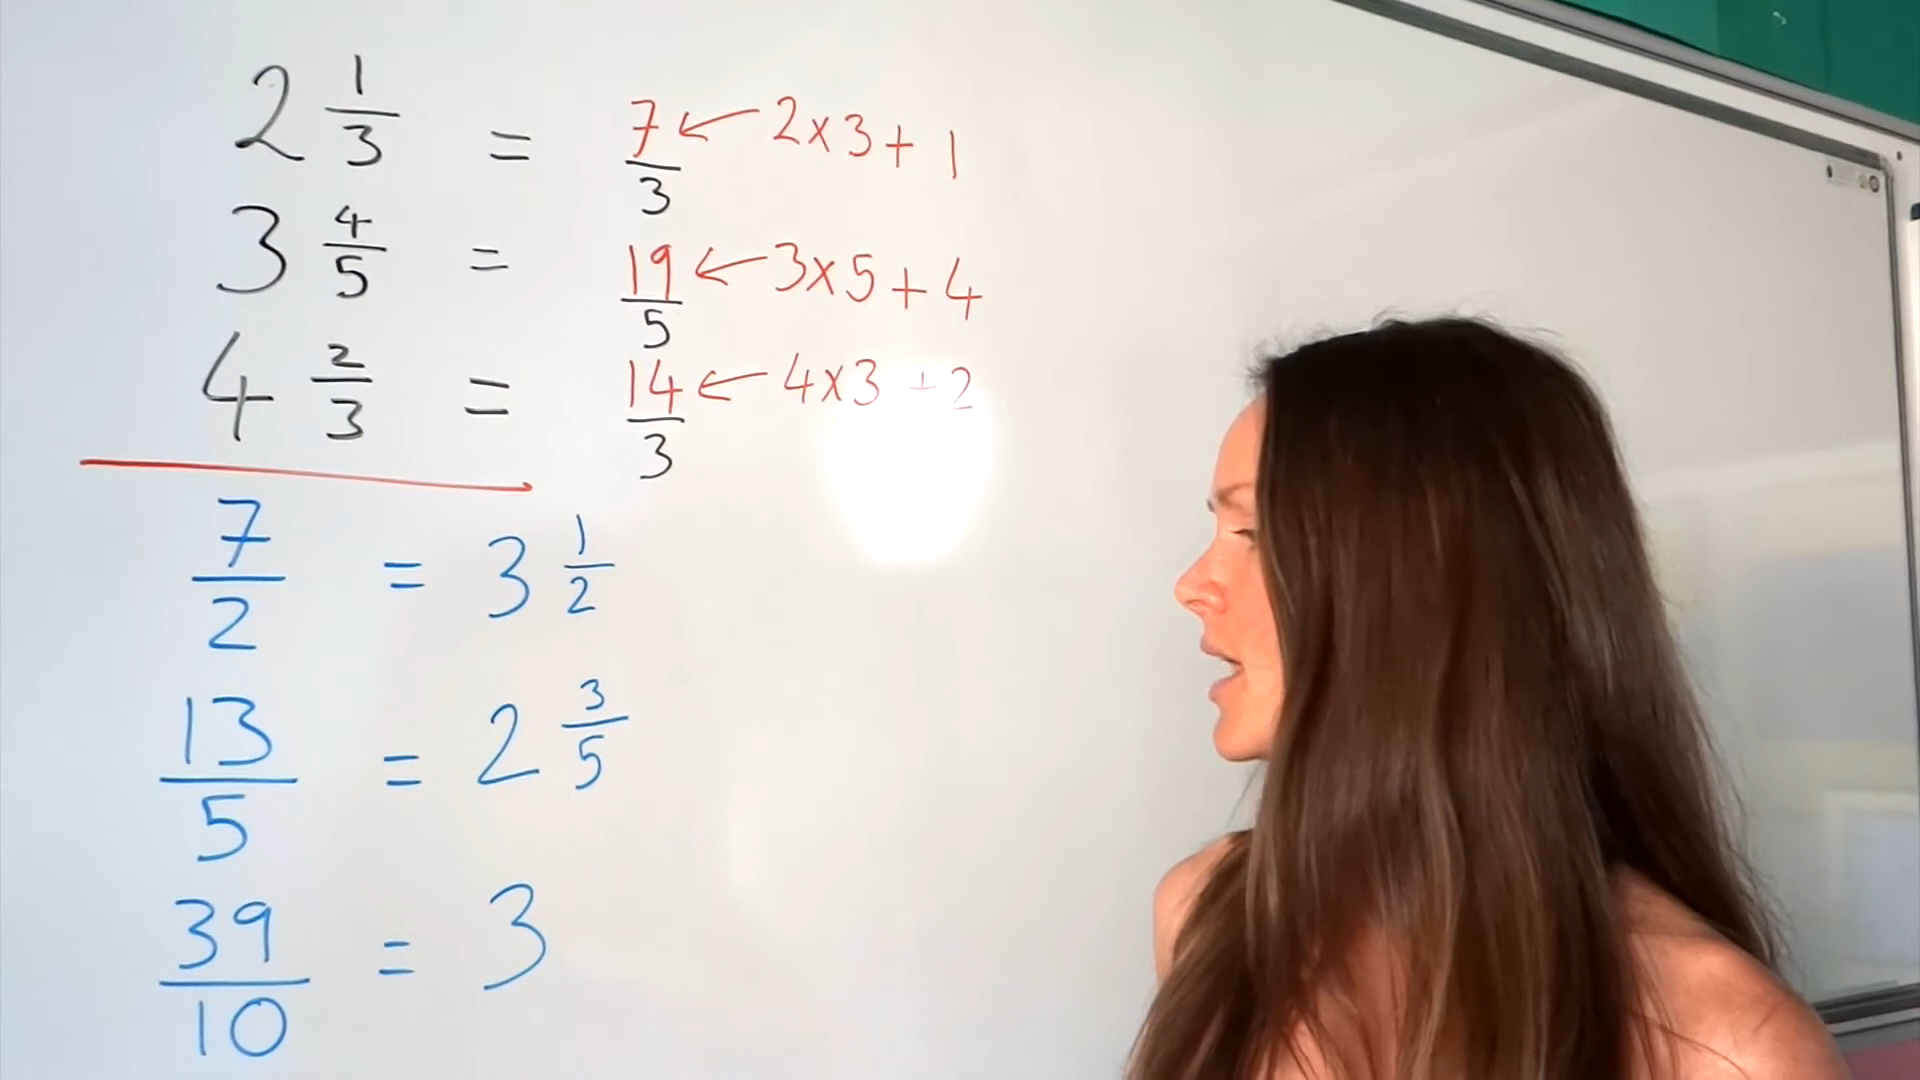 2 1/3 = 7/3 ← 2x3+1
3 4/5 = 19/5 ← 3x5+4
4 2/3 = 14/3 ← 4x3+2
7/2 = 3 1/2
13/5 = 2 3/5
39/10 = 3